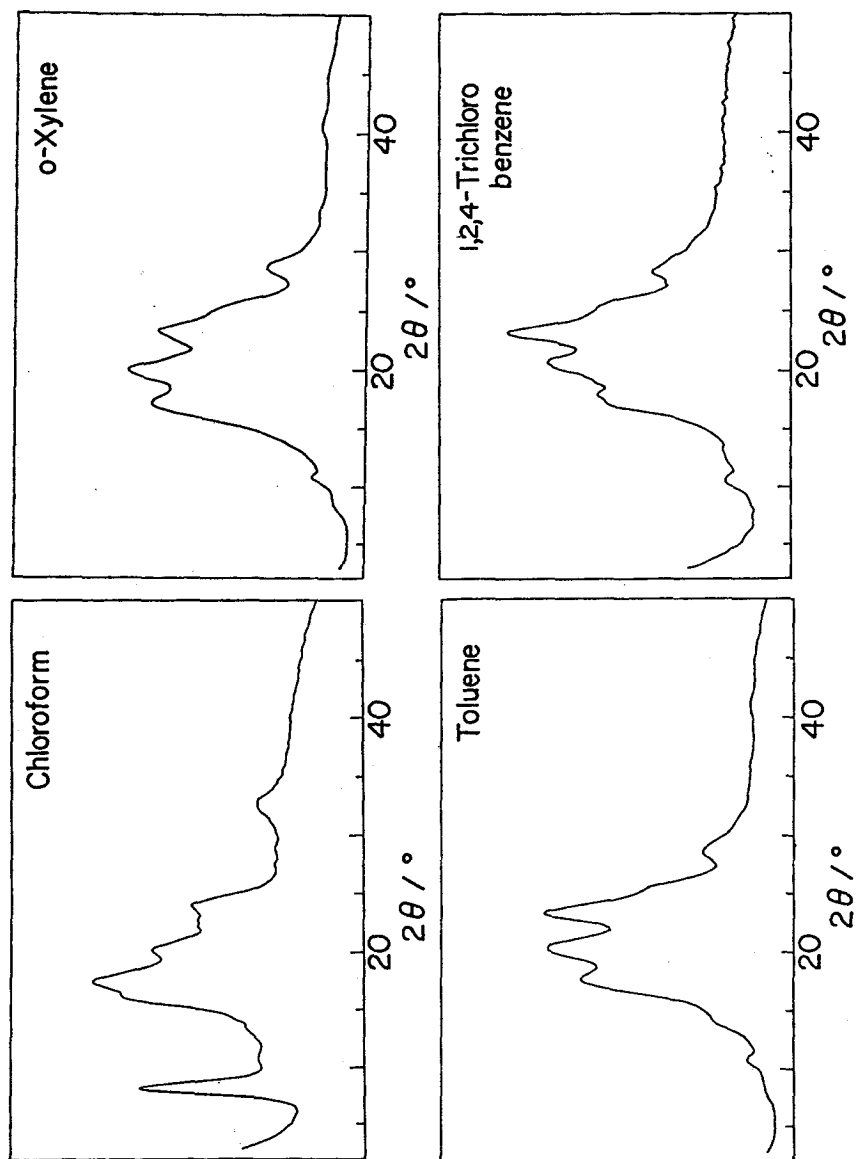 Chloroform
20
40
2θ / °
o-Xylene
20
40
2θ / °
Toluene
20
40
2θ / °
1,2,4-Trichloro
benzene
20
40
2θ / °